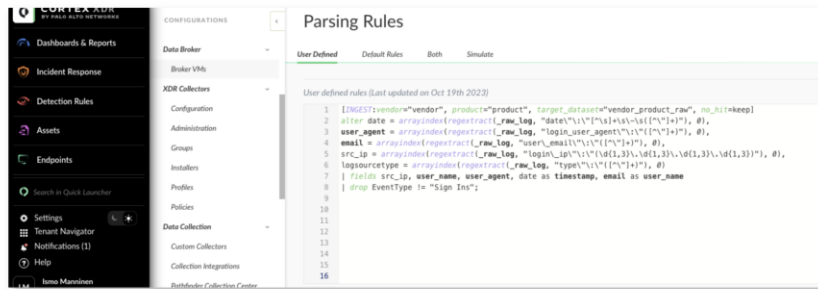 CORTEX XDR
BY PALO ALTO NETWORKS
Dashboards & Reports
Incident Response
Detection Rules
Assets
Endpoints
Search in Quick Launcher
Settings
Tenant Navigator
Notifications (1)
Help
Ismo Manninen
CONFIGURATIONS
Data Broker
Broker VMs
XDR Collectors
Configuration
Administration
Groups
Installers
Profiles
Policies
Data Collection
Custom Collectors
Collection Integrations
Pathfinder Collection Center
Parsing Rules
User Defined Default Rules Both Simulate
User defined rules (Last updated on Oct 19th 2023)
1 [INGEST:vendor="vendor", product="product", target_dataset="vendor_product_raw", no_hit=keep]
2 alter date = arrayindex(regextract(_raw_log, "date\"\:\"[^\s]+\s\~\s([^\"]+)"), 0),
3 user_agent = arrayindex(regextract(_raw_log, "login_user_agent\"\:\"([^\"]+)"), 0),
4 email = arrayindex(regextract(_raw_log, "user\_email\"\:\"([^\"]+)"), 0),
5 src_ip = arrayindex(regextract(_raw_log, "login\_ip\"\:\"(\d{1,3}\.\d{1,3}\.\d{1,3}\.\d{1,3})"), 0),
6 logsourcetype = arrayindex(regextract(_raw_log, "type\"\:\"([^\"]+)"), 0)
7 | fields src_ip, user_name, user_agent, date as timestamp, email as user_name
8 | drop EventType != "Sign Ins";
9
10
11
12
13
14
15
16